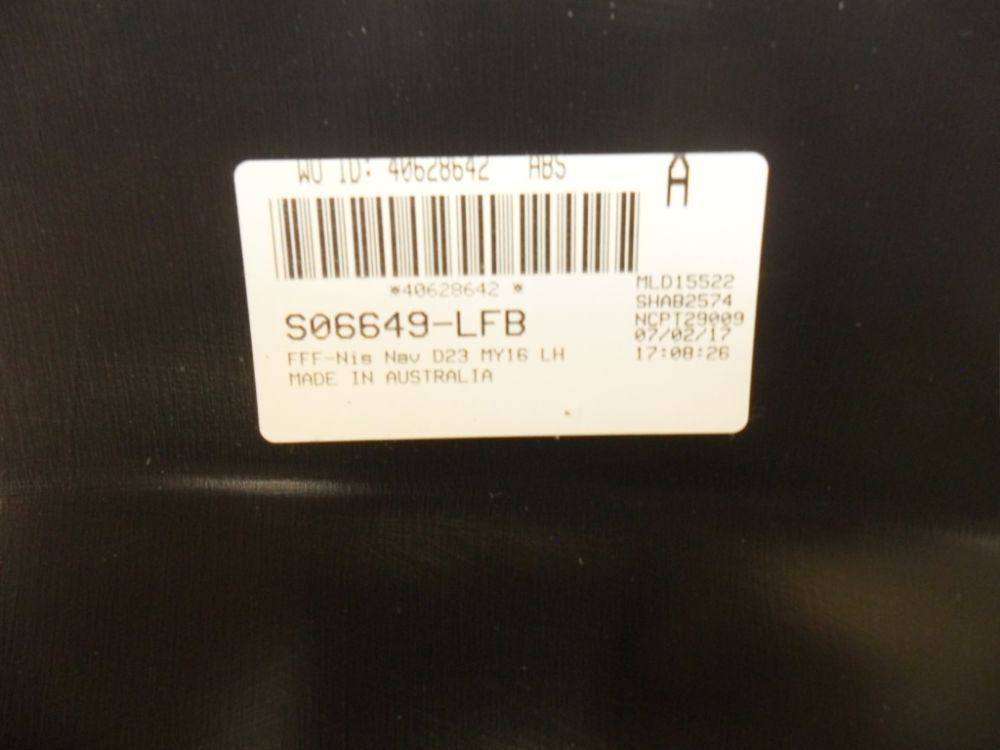 WO ID: 40628642 ABS
A
*40628642 *
S06649-LFB
FFF-Nis Nav D23 MY16 LH
MADE IN AUSTRALIA
MLD15522
SHAB2574
NCPT29009
07/02/17
17:08:26